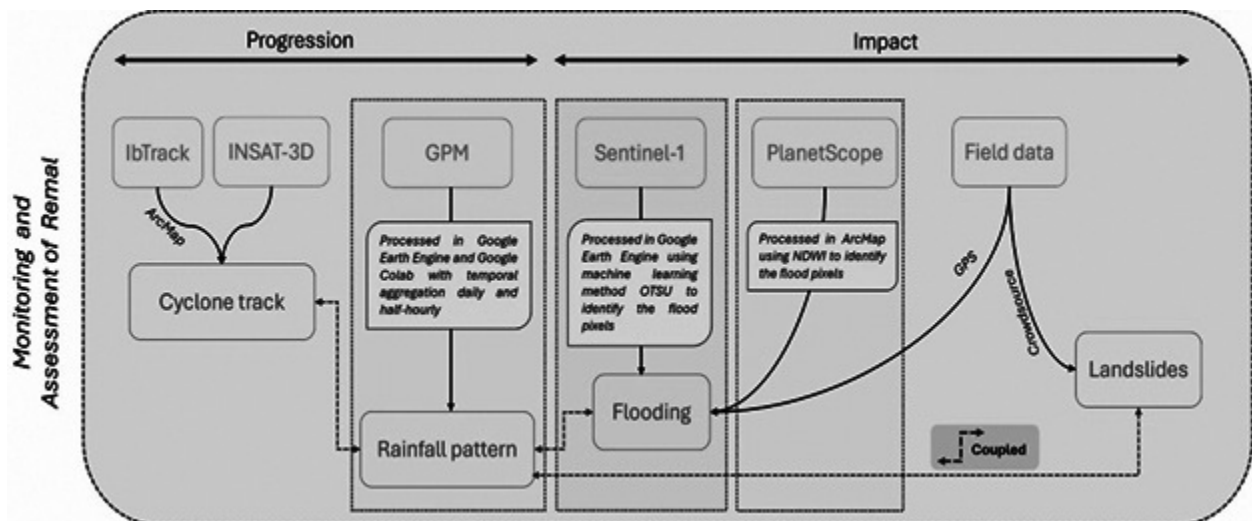 Progression
Impact
Monitoring and
Assessment of Remal
IbTrack
INSAT-3D
GPM
Sentinel-1
PlanetScope
Field data
ArcMap
Processed in Google
Earth Engine and Google
Colab with temporal
aggregation daily and
half-hourly
Processed in Google
Earth Engine using
machine learning
method OTSU to
identify the flood
pixels
Processed in ArcMap
using NDWI to identify
the flood pixels
GPS
Crowdsource
Cyclone track
Landslides
Flooding
Rainfall pattern
Coupled